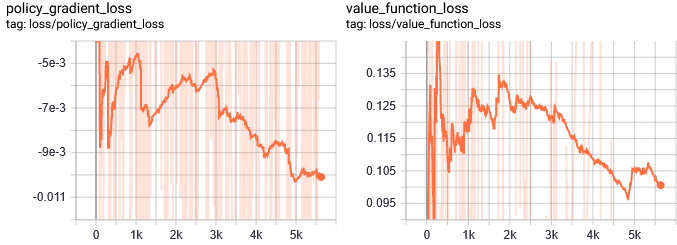 policy_gradient_loss
tag: loss/policy_gradient_loss
-5e-3
-7e-3
-9e-3
-0.011
0 1k 2k 3k 4k 5k
value_function_loss
tag: loss/value_function_loss
0.135
0.125
0.115
0.105
0.095
0 1k 2k 3k 4k 5k